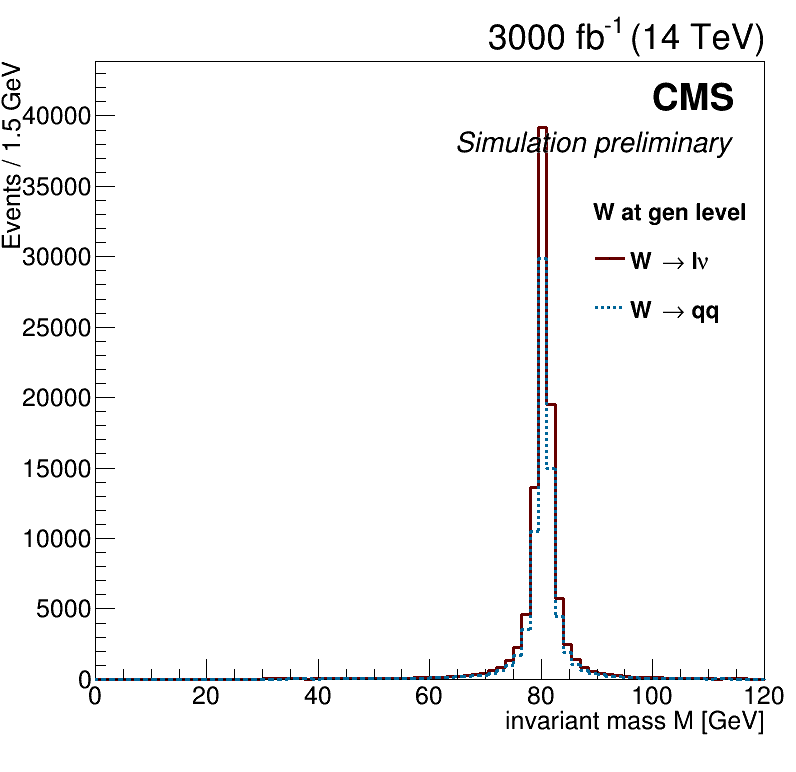 3000 fb⁻¹ (14 TeV)
Events / 1.5 GeV
CMS
Simulation preliminary
W at gen level
W → lν
W → qq
40000
35000
30000
25000
20000
15000
10000
5000
0
0 20 40 60 80 100 120
invariant mass M [GeV]